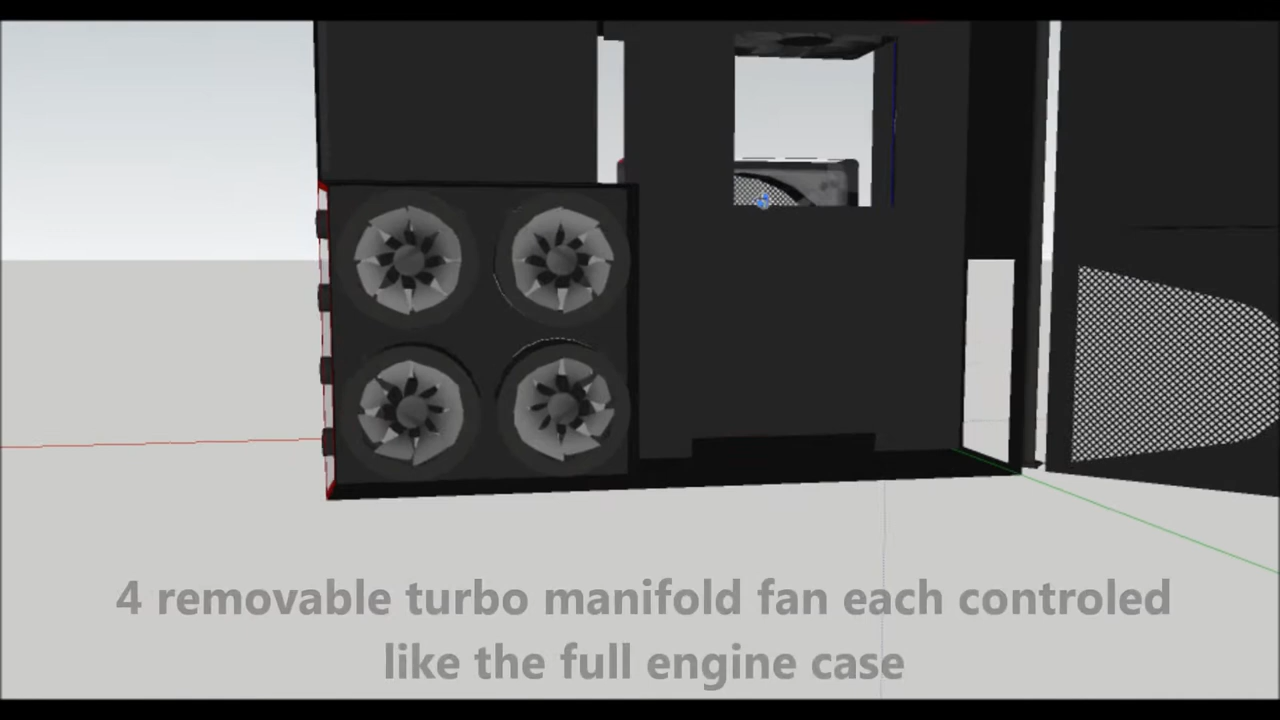 4 removable turbo manifold fan each controled
like the full engine case